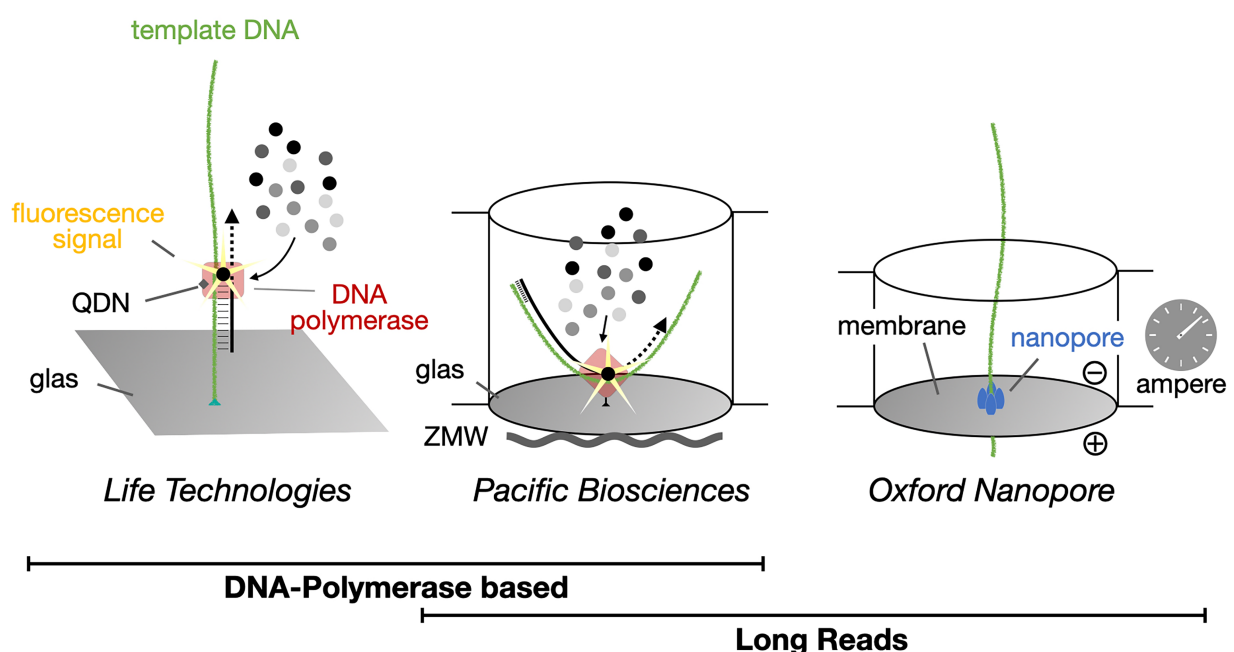 template DNA
fluorescence
signal
QDN
DNA
polymerase
glas
Life Technologies
glas
ZMW
Pacific Biosciences
membrane
nanopore
ampere
Oxford Nanopore
DNA-Polymerase based
Long Reads